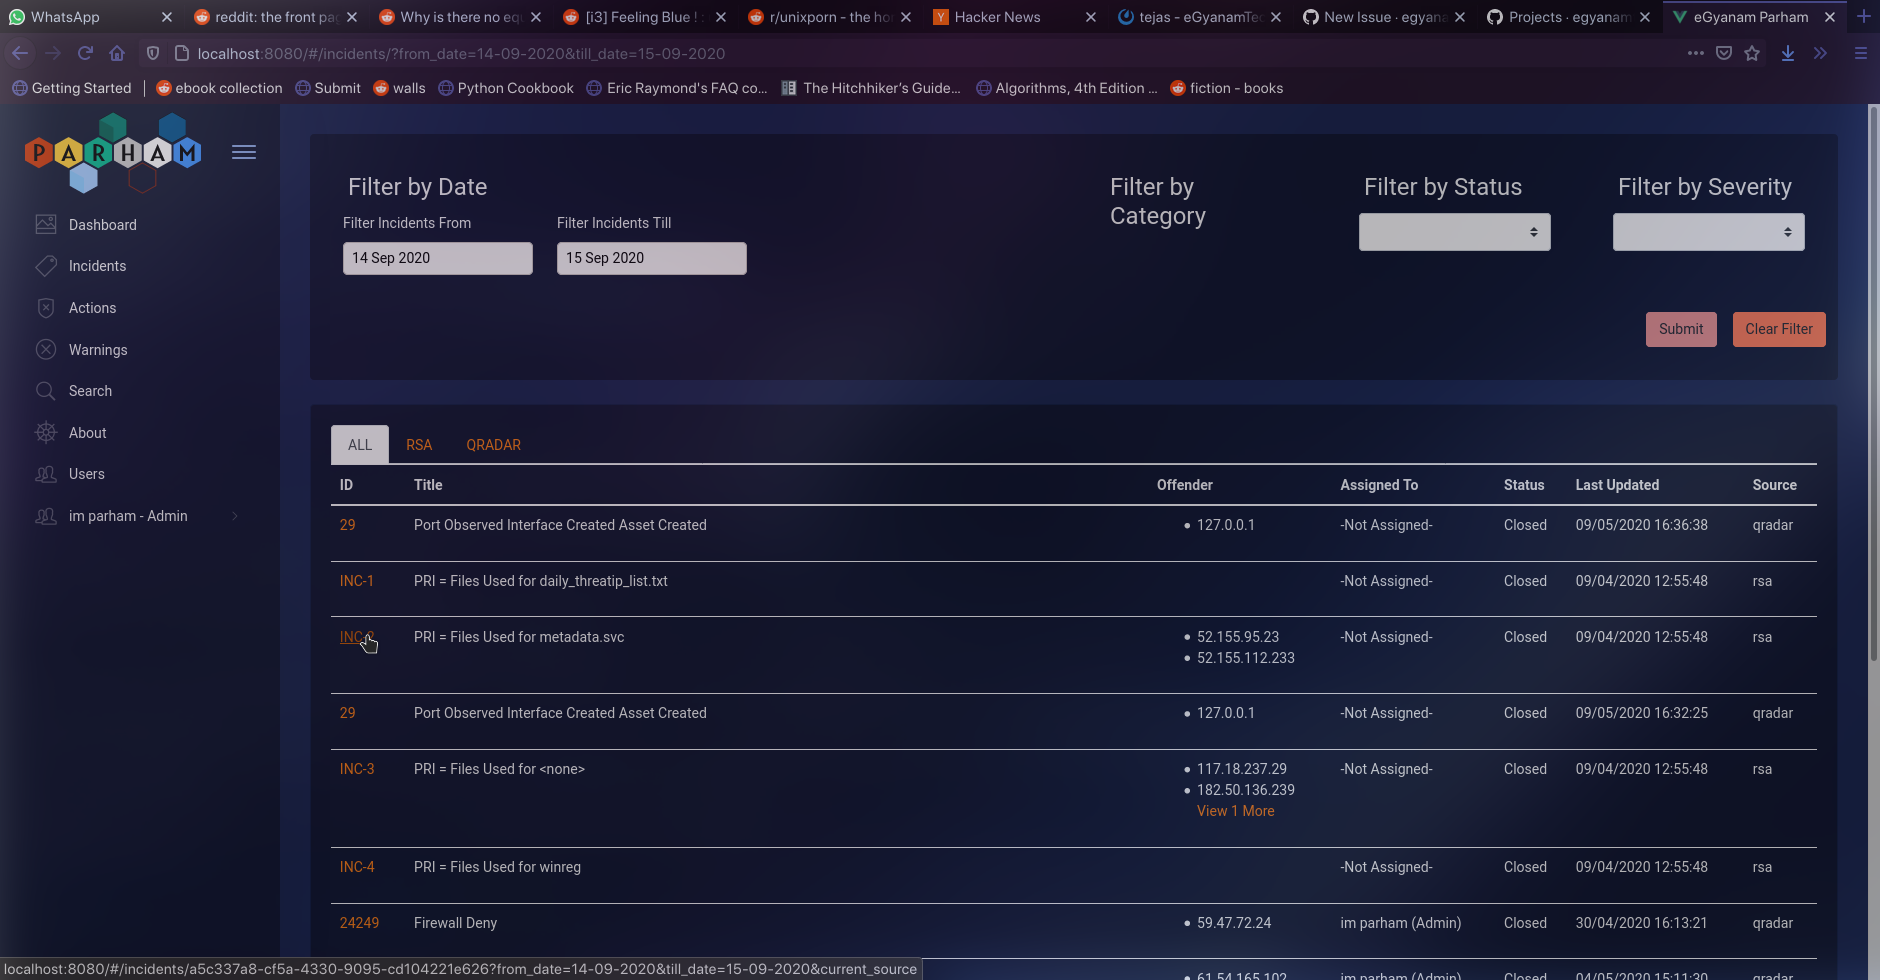 WhatsApp
reddit: the front pa
Why is there no eq
[i3] Feeling Blue ! :
r/unixporn - the ho
Hacker News
tejas - eGyanamTe
New Issue · egyana
Projects · egyanam
eGyanam Parham
localhost:8080/#/incidents/?from_date=14-09-2020&till_date=15-09-2020
Getting Started
ebook collection
Submit
walls
Python Cookbook
Eric Raymond's FAQ co...
The Hitchhiker's Guide...
Algorithms, 4th Edition ...
fiction - books
PARHAM
Dashboard
Incidents
Actions
Warnings
Search
About
Users
im parham - Admin
Filter by Date
Filter Incidents From
Filter Incidents Till
14 Sep 2020
15 Sep 2020
Filter by
Category
Filter by Status
Filter by Severity
Submit
Clear Filter
ALL RSA QRADAR
ID Title Offender Assigned To Status Last Updated Source
29 Port Observed Interface Created Asset Created • 127.0.0.1 -Not Assigned- Closed 09/05/2020 16:36:38 qradar
INC-1 PRI = Files Used for daily_threatip_list.txt -Not Assigned- Closed 09/04/2020 12:55:48 rsa
INC-2 PRI = Files Used for metadata.svc • 52.155.95.23 -Not Assigned- Closed 09/04/2020 12:55:48 rsa
• 52.155.112.233
29 Port Observed Interface Created Asset Created • 127.0.0.1 -Not Assigned- Closed 09/05/2020 16:32:25 qradar
INC-3 PRI = Files Used for <none> • 117.18.237.29 -Not Assigned- Closed 09/04/2020 12:55:48 rsa
• 182.50.136.239
View 1 More
INC-4 PRI = Files Used for winreg -Not Assigned- Closed 09/04/2020 12:55:48 rsa
24249 Firewall Deny • 59.47.72.24 im parham (Admin) Closed 30/04/2020 16:13:21 qradar
• 61.54.165.102 im parham (Admin) Closed 04/05/2020 15:11:30 qradar
localhost:8080/#/incidents/a5c337a8-cf5a-4330-9095-cd104221e626?from_date=14-09-2020&till_date=15-09-2020&current_source